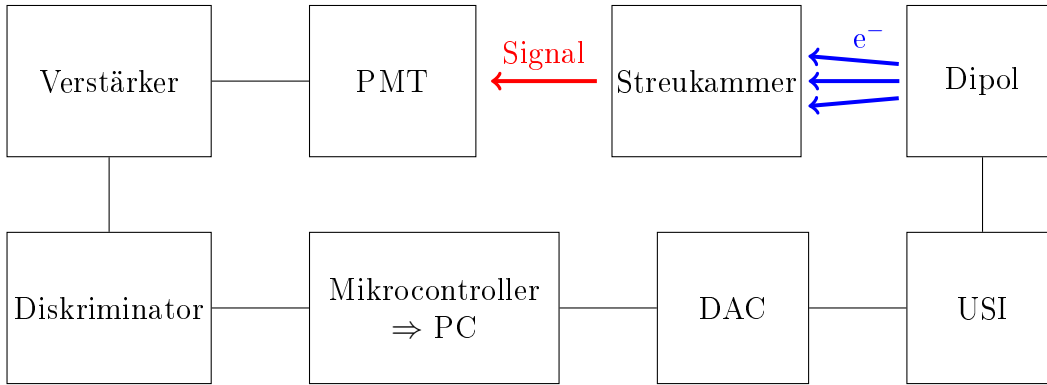 Verstärker
PMT
Signal
Streukammer
e⁻
Dipol
Diskriminator
Mikrocontroller
⇒ PC
DAC
USI